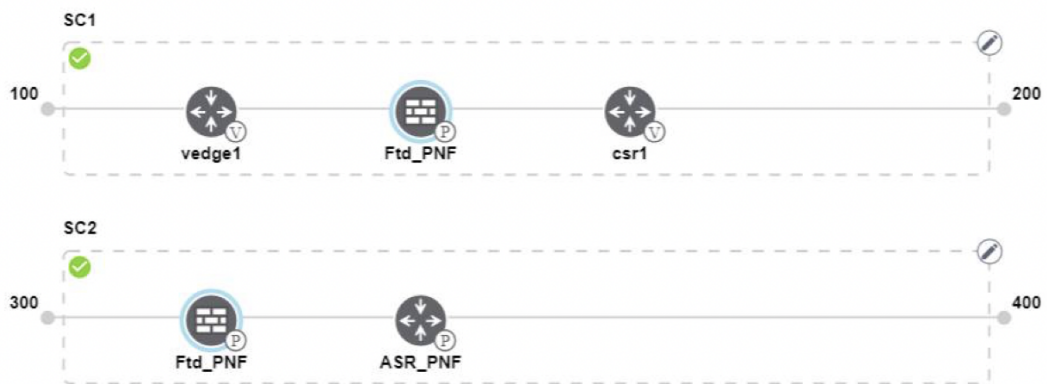 SC1
100
200
V
P
V
vedge1
Ftd_PNF
csr1
SC2
300
400
P
P
Ftd_PNF
ASR_PNF